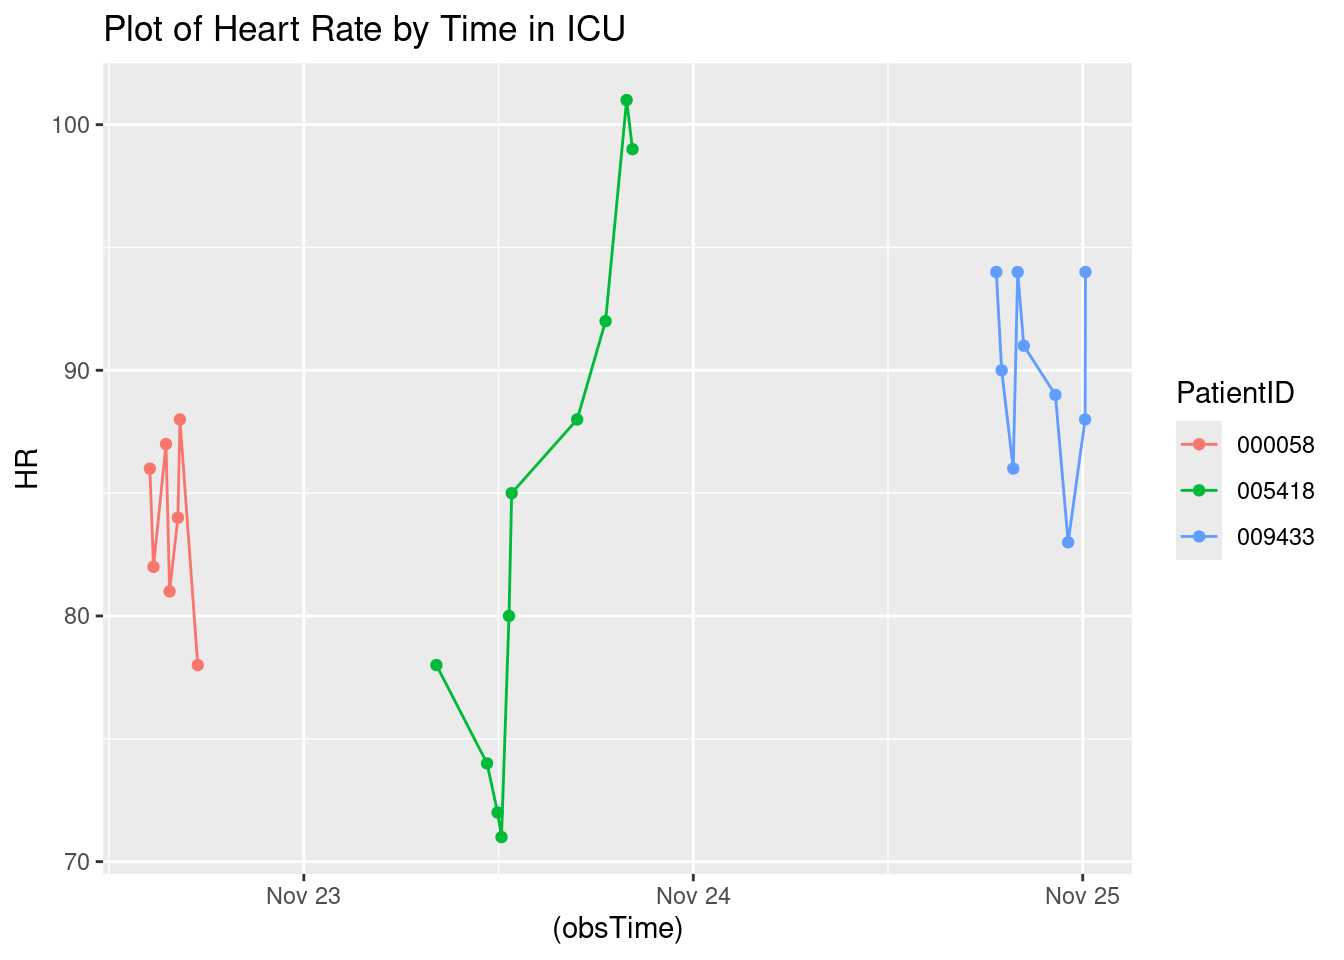 Plot of Heart Rate by Time in ICU
HR
100
90
80
70
Nov 23
Nov 24
Nov 25
(obsTime)
PatientID
000058
005418
009433